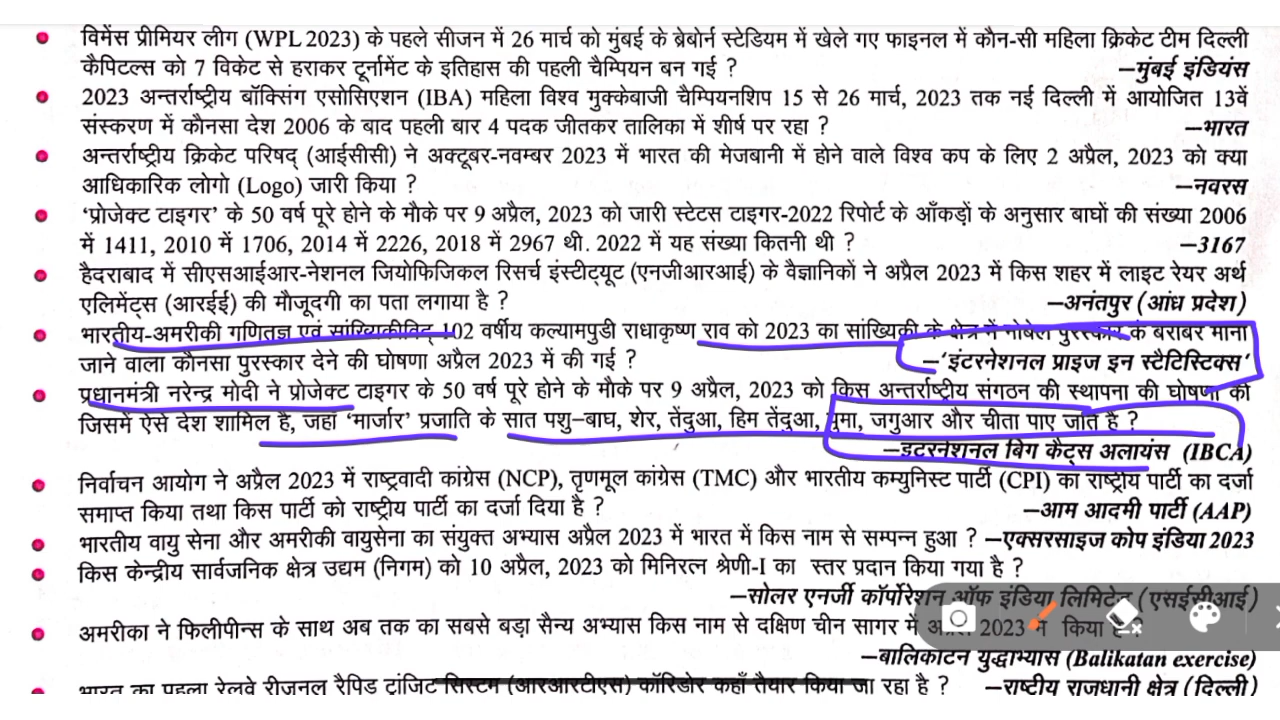 विमेंस प्रीमियर लीग (WPL 2023) के पहले सीजन में 26 मार्च को मुंबई के ब्रेबोर्न स्टेडियम में खेले गए फाइनल में कौन-सी महिला क्रिकेट टीम दिल्ली
कैपिटल्स को 7 विकेट से हराकर टूर्नामेंट के इतिहास की पहली चैम्पियन बन गई ? –मुंबई इंडियंस
2023 अन्तर्राष्ट्रीय बॉक्सिंग एसोसिएशन (IBA) महिला विश्व मुक्केबाजी चैम्पियनशिप 15 से 26 मार्च, 2023 तक नई दिल्ली में आयोजित 13वें
संस्करण में कौनसा देश 2006 के बाद पहली बार 4 पदक जीतकर तालिका में शीर्ष पर रहा ? –भारत
अन्तर्राष्ट्रीय क्रिकेट परिषद् (आईसीसी) ने अक्टूबर-नवम्बर 2023 में भारत की मेजबानी में होने वाले विश्व कप के लिए 2 अप्रैल, 2023 को क्या
आधिकारिक लोगो (Logo) जारी किया ? –नवरस
'प्रोजेक्ट टाइगर' के 50 वर्ष पूरे होने के मौके पर 9 अप्रैल, 2023 को जारी स्टेटस टाइगर-2022 रिपोर्ट के आँकड़ों के अनुसार बाघों की संख्या 2006
में 1411, 2010 में 1706, 2014 में 2226, 2018 में 2967 थी. 2022 में यह संख्या कितनी थी ? –3167
हैदराबाद में सीएसआईआर-नेशनल जियोफिजिकल रिसर्च इंस्टीट्यूट (एनजीआरआई) के वैज्ञानिकों ने अप्रैल 2023 में किस शहर में लाइट रेयर अर्थ
एलिमेंट्स (आरईई) की मौजूदगी का पता लगाया है ? –अनंतपुर (आंध प्रदेश)
भारतीय-अमरीकी गणितज्ञ एवं सांख्यिकीविद् 102 वर्षीय कल्यामपुडी राधाकृष्ण राव को 2023 का सांख्यिकी के क्षेत्र में नोबेल पुरस्कार के बराबर माना
जाने वाला कौनसा पुरस्कार देने की घोषणा अप्रैल 2023 में की गई ? –'इंटरनेशनल प्राइज इन स्टैटिस्टिक्स'
प्रधानमंत्री नरेन्द्र मोदी ने प्रोजेक्ट टाइगर के 50 वर्ष पूरे होने के मौके पर 9 अप्रैल, 2023 को किस अन्तर्राष्ट्रीय संगठन की स्थापना की घोषणा की
जिसमें ऐसे देश शामिल है, जहाँ 'मार्जार' प्रजाति के सात पशु–बाघ, शेर, तेंदुआ, हिम तेंदुआ, प्यूमा, जगुआर और चीता पाए जाते है ?
–इंटरनेशनल बिग कैट्स अलायंस (IBCA)
निर्वाचन आयोग ने अप्रैल 2023 में राष्ट्रवादी कांग्रेस (NCP), तृणमूल कांग्रेस (TMC) और भारतीय कम्युनिस्ट पार्टी (CPI) का राष्ट्रीय पार्टी का दर्जा
समाप्त किया तथा किस पार्टी को राष्ट्रीय पार्टी का दर्जा दिया है ? –आम आदमी पार्टी (AAP)
भारतीय वायु सेना और अमरीकी वायुसेना का संयुक्त अभ्यास अप्रैल 2023 में भारत में किस नाम से सम्पन्न हुआ ? –एक्सरसाइज कोप इंडिया 2023
किस केन्द्रीय सार्वजनिक क्षेत्र उद्यम (निगम) को 10 अप्रैल, 2023 को मिनिरत्न श्रेणी-I का स्तर प्रदान किया गया है ?
–सोलर एनर्जी कॉर्पोरेशन ऑफ इंडिया लिमिटेड (एसईसीआई)
अमरीका ने फिलीपीन्स के साथ अब तक का सबसे बड़ा सैन्य अभ्यास किस नाम से दक्षिण चीन सागर में 2023 में किया है ?
–बालिकाटन युद्धाभ्यास (Balikatan exercise)
भारत का पहला रेलवे रीजनल रैपिड ट्रांजिट सिस्टम (आरआरटीएस) कॉरिडोर कहाँ तैयार किया जा रहा है ? –राष्टीय राजधानी क्षेत्र (दिल्ली)